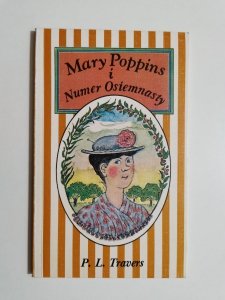 Mary Poppins
i
Numer Osiemnasty
P. L. Travers